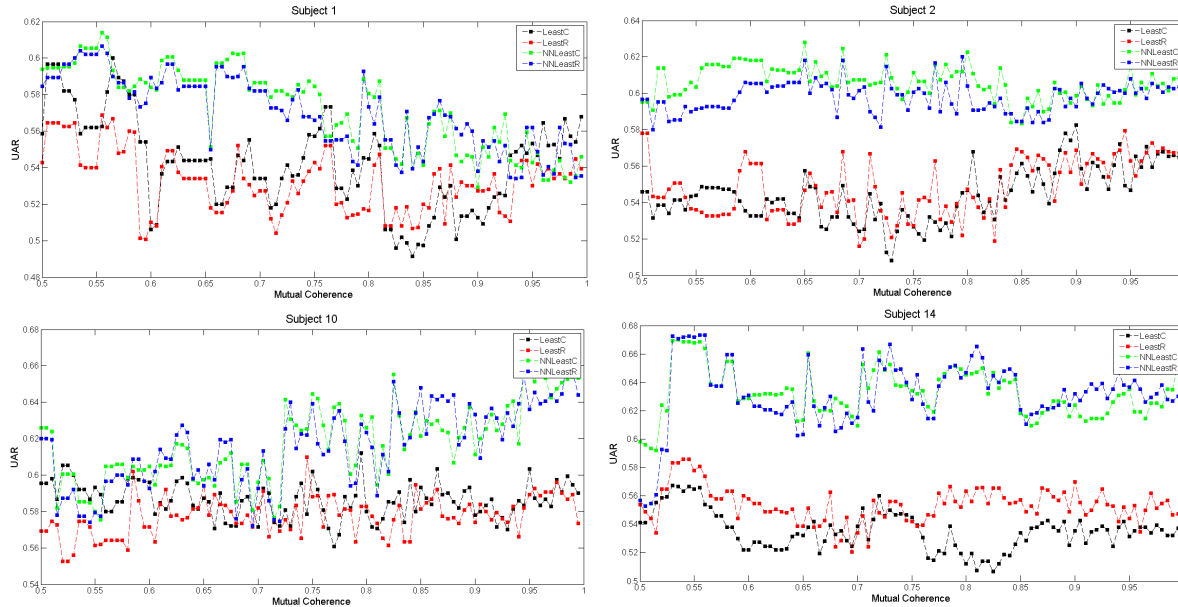 Subject 1
UAR
0.62
0.6
0.58
0.56
0.54
0.52
0.5
0.48
LeastC
LeastR
NNLeastC
NNLeastR
0.5 0.55 0.6 0.65 0.7 0.75 0.8 0.85 0.9 0.95 1
Mutual Coherence
Subject 2
UAR
0.64
0.62
0.6
0.58
0.56
0.54
0.52
0.5
LeastC
LeastR
NNLeastC
NNLeastR
0.5 0.55 0.6 0.65 0.7 0.75 0.8 0.85 0.9 0.95
Mutual Coherence
Subject 10
UAR
0.68
0.66
0.64
0.62
0.6
0.58
0.56
0.54
LeastC
LeastR
NNLeastC
NNLeastR
0.5 0.55 0.6 0.65 0.7 0.75 0.8 0.85 0.9 0.95 1
Mutual Coherence
Subject 14
UAR
0.68
0.66
0.64
0.62
0.6
0.58
0.56
0.54
0.52
0.5
LeastC
LeastR
NNLeastC
NNLeastR
0.5 0.55 0.6 0.65 0.7 0.75 0.8 0.85 0.9 0.95
Mutual Coherence